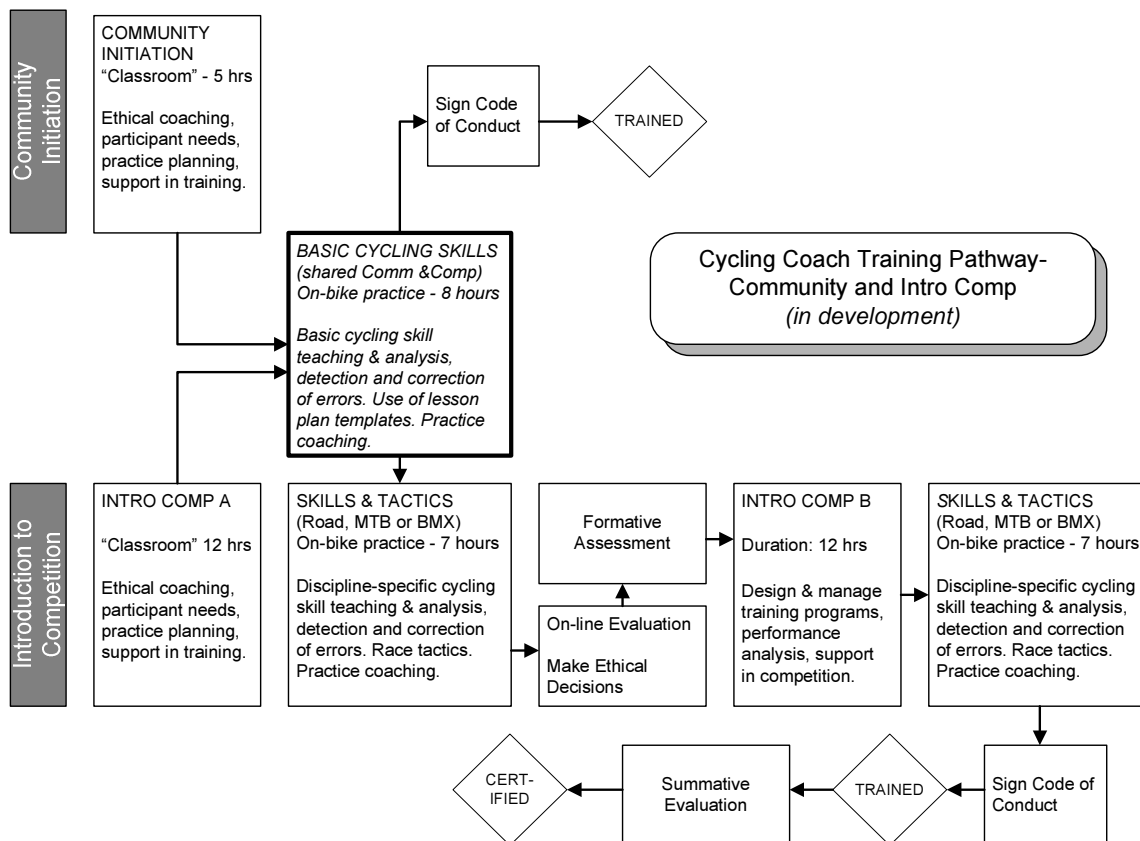 Community
Initiation
COMMUNITY
INITIATION
“Classroom” - 5 hrs
Ethical coaching,
participant needs,
practice planning,
support in training.
Sign Code
of Conduct
TRAINED
BASIC CYCLING SKILLS
(shared Comm &Comp)
On-bike practice - 8 hours
Basic cycling skill
teaching & analysis,
detection and correction
of errors. Use of lesson
plan templates. Practice
coaching.
Cycling Coach Training Pathway-
Community and Intro Comp
(in development)
Introduction to
Competition
INTRO COMP A
“Classroom” 12 hrs
Ethical coaching,
participant needs,
practice planning,
support in training.
SKILLS & TACTICS
(Road, MTB or BMX)
On-bike practice - 7 hours
Discipline-specific cycling
skill teaching & analysis,
detection and correction
of errors. Race tactics.
Practice coaching.
Formative
Assessment
On-line Evaluation
Make Ethical
Decisions
INTRO COMP B
Duration: 12 hrs
Design & manage
training programs,
performance
analysis, support
in competition.
SKILLS & TACTICS
(Road, MTB or BMX)
On-bike practice - 7 hours
Discipline-specific cycling
skill teaching & analysis,
detection and correction
of errors. Race tactics.
Practice coaching.
CERT-
IFIED
Summative
Evaluation
TRAINED
Sign Code of
Conduct